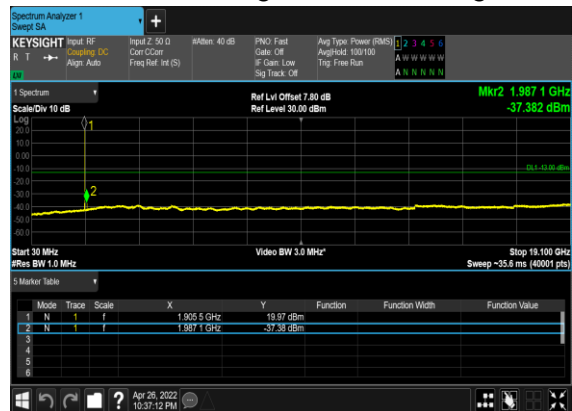 Spectrum Analyzer 1
Swept SA
+
KEYSIGHT Input: RF Input Z: 50 Ω #Atten: 40 dB PNO: Fast Avg Type: Power (RMS) 1 2 3 4 5 6
R T Coupling: DC Corr CCorr Gate: Off Avg|Hold: 100/100 A W W W W W
Align: Auto Freq Ref: Int (S) IF Gain: Low Trig: Free Run
LW Sig Track: Off A N N N N N
1 Spectrum Ref Lvl Offset 7.80 dB Mkr2 1.987 1 GHz
Scale/Div 10 dB Ref Level 30.00 dBm -37.382 dBm
Log
1
20.0
10.0
0.00
-10.0 DL1 -13.00 dBm
-20.0
-30.0 2
-40.0
-50.0
-60.0
Start 30 MHz Video BW 3.0 MHz* Stop 19.100 GHz
#Res BW 1.0 MHz Sweep ~35.6 ms (40001 pts)
5 Marker Table
Mode Trace Scale X Y Function Function Width Function Value
1 N 1 f 1.905 5 GHz 19.97 dBm
2 N 1 f 1.987 1 GHz -37.38 dBm
3
4
5
6
? Apr 26, 2022
10:37:12 PM